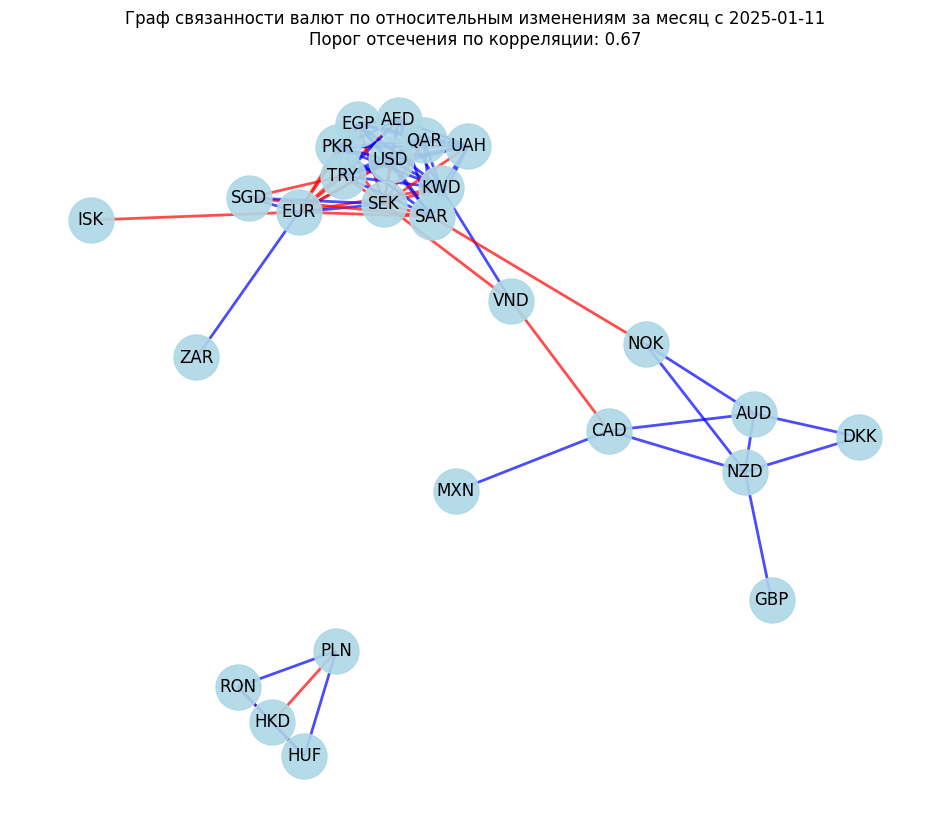 Граф связанности валют по относительным изменениям за месяц с 2025-01-11
Порог отсечения по корреляции: 0.67
EGP
AED
PKR
QAR
UAH
USD
TRY
KWD
SGD
EUR
SEK
SAR
ISK
VND
NOK
ZAR
AUD
CAD
DKK
NZD
MXN
GBP
PLN
RON
HKD
HUF